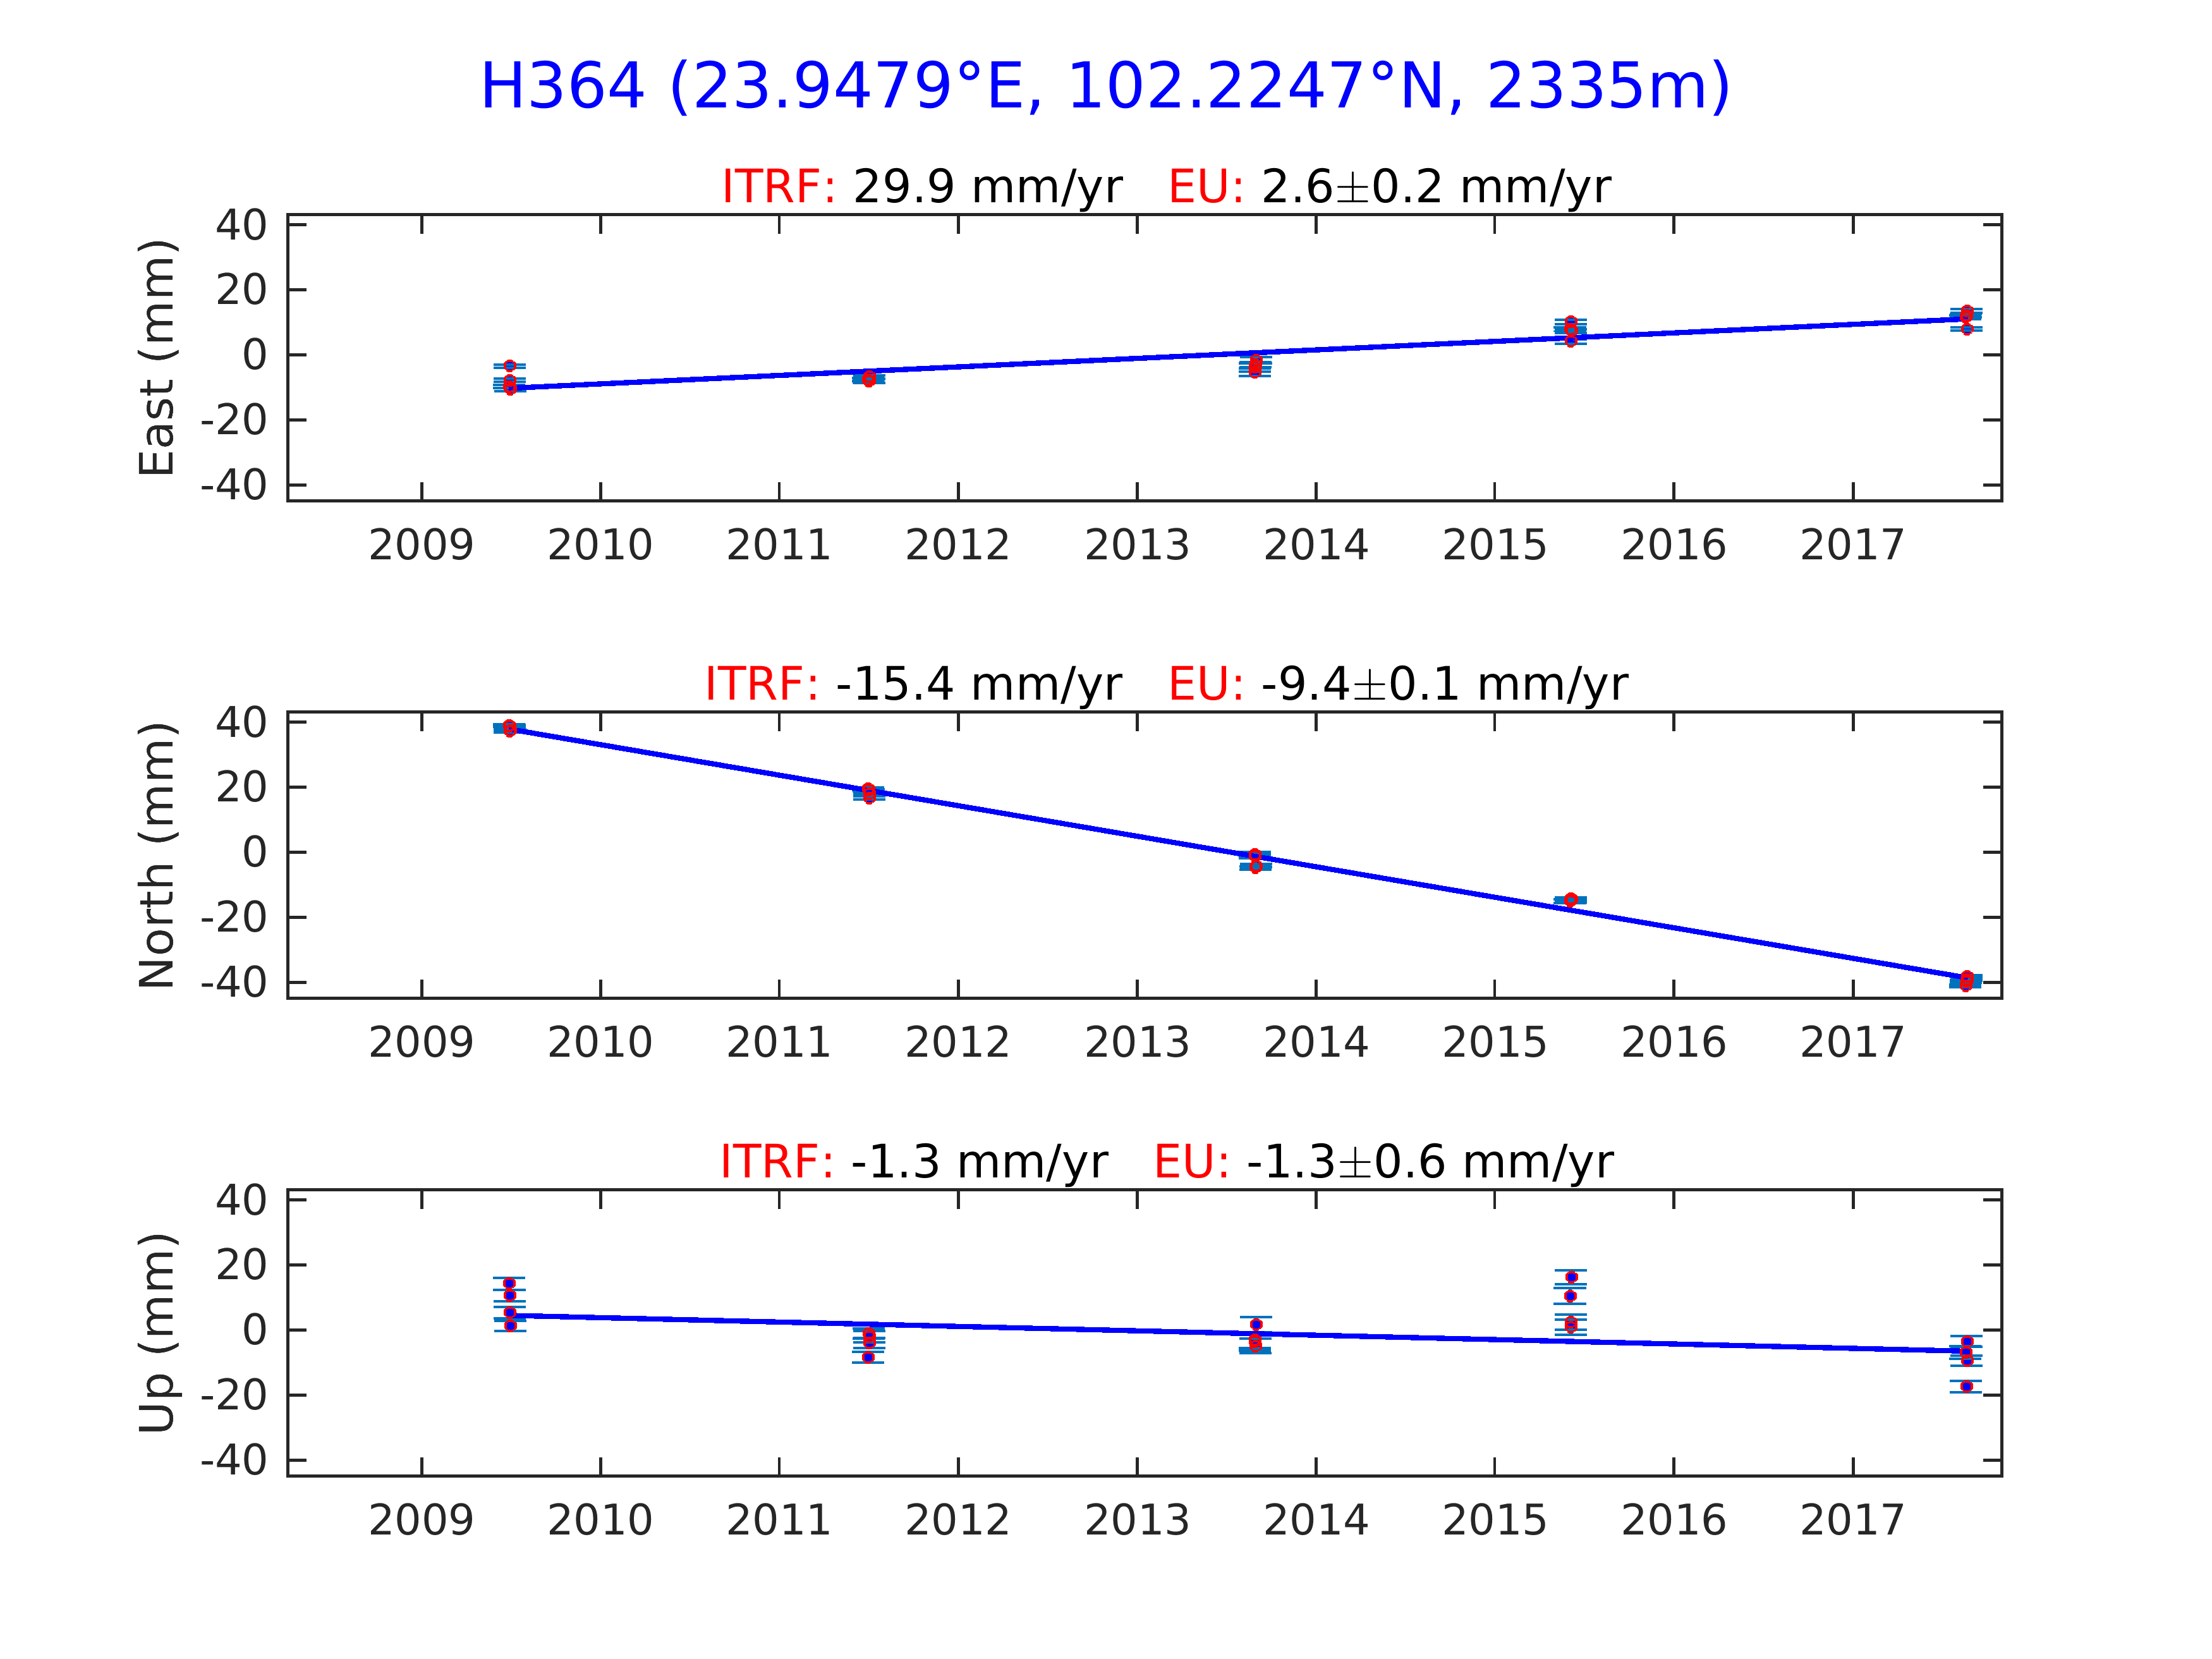 H364 (23.9479°E, 102.2247°N, 2335m)
ITRF: 29.9 mm/yr EU: 2.6±0.2 mm/yr
East (mm)
40
20
0
-20
-40
2009 2010 2011 2012 2013 2014 2015 2016 2017
ITRF: -15.4 mm/yr EU: -9.4±0.1 mm/yr
North (mm)
40
20
0
-20
-40
2009 2010 2011 2012 2013 2014 2015 2016 2017
ITRF: -1.3 mm/yr EU: -1.3±0.6 mm/yr
Up (mm)
40
20
0
-20
-40
2009 2010 2011 2012 2013 2014 2015 2016 2017